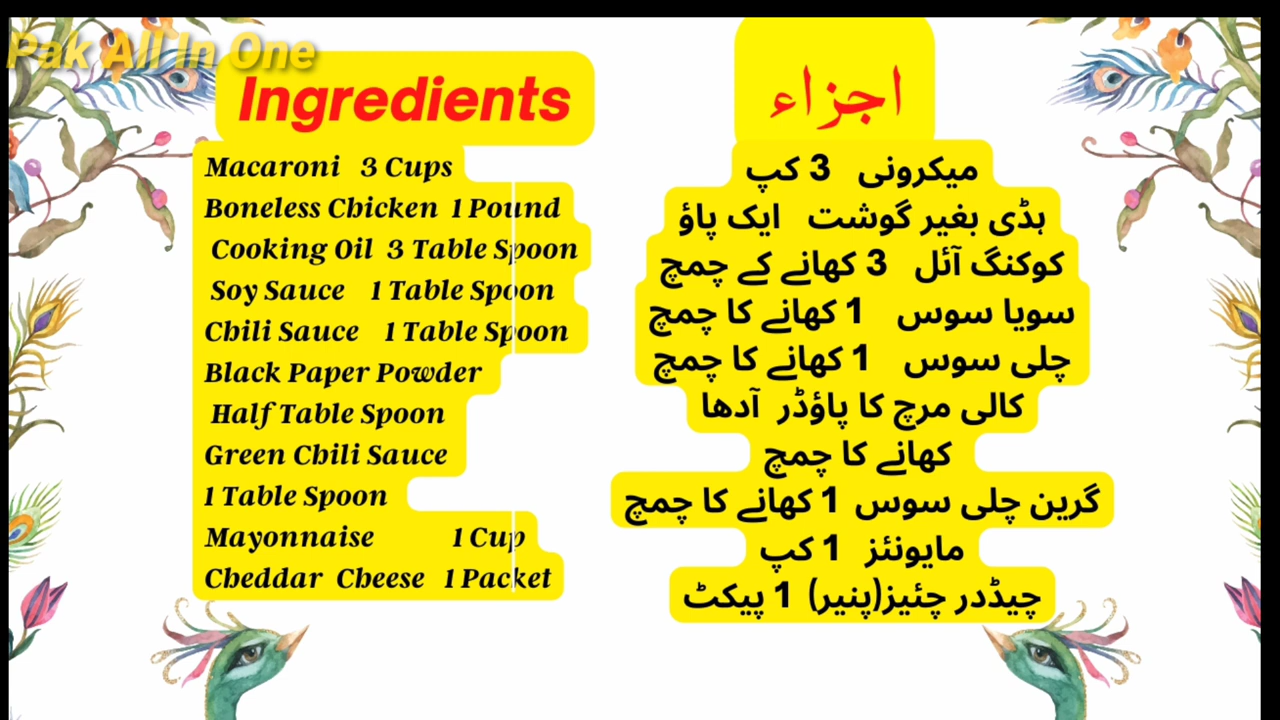 Pak All In One
Ingredients
Macaroni 3 Cups
Boneless Chicken 1 Pound
Cooking Oil 3 Table Spoon
Soy Sauce 1 Table Spoon
Chili Sauce 1 Table Spoon
Black Paper Powder
Half Table Spoon
Green Chili Sauce
1 Table Spoon
Mayonnaise 1 Cup
Cheddar Cheese 1 Packet
اجزاء
میکرونی 3 کپ
ہڈی بغیر گوشت ایک پاؤ
کوکنگ آئل 3 کھانے کے چمچ
سویا سوس 1 کھانے کا چمچ
چلی سوس 1 کھانے کا چمچ
کالی مرچ کا پاؤڈر آدھا
کھانے کا چمچ
گرین چلی سوس 1 کھانے کا چمچ
مایونئز 1 کپ
چیڈدر چئیز(پنیر) 1 پیکٹ